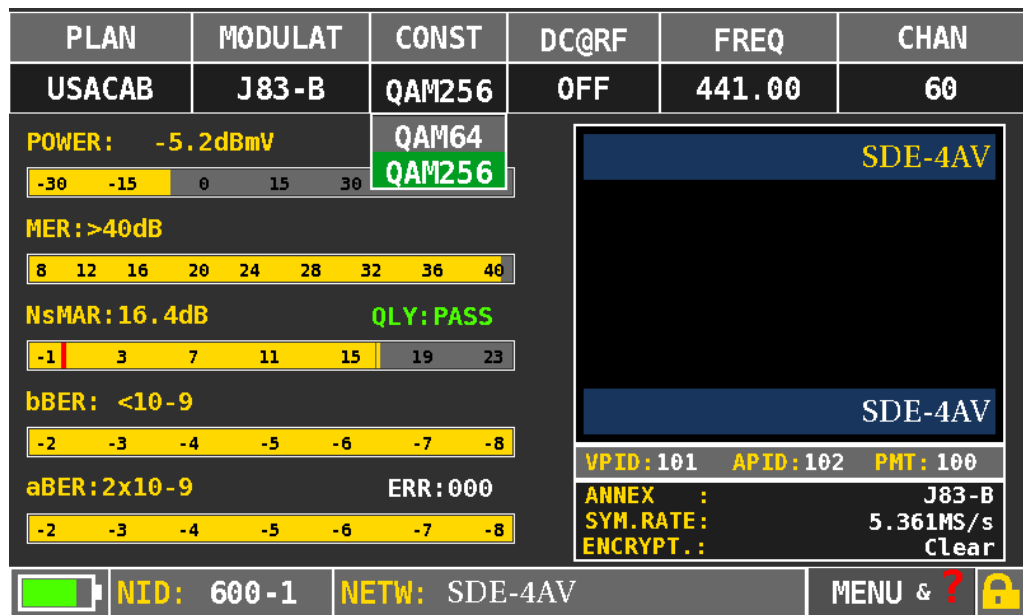 PLAN MODULAT CONST DC@RF FREQ CHAN
USACAB J83-B QAM256 OFF 441.00 60
QAM64
QAM256
POWER: -5.2dBmV
-30 -15 0 15 30
MER:>40dB
8 12 16 20 24 28 32 36 40
NsMAR:16.4dB QLY:PASS
-1 3 7 11 15 19 23
bBER: <10-9
-2 -3 -4 -5 -6 -7 -8
aBER:2x10-9 ERR:000
-2 -3 -4 -5 -6 -7 -8
SDE-4AV
SDE-4AV
VPID:101 APID:102 PMT:100
ANNEX : J83-B
SYM.RATE: 5.361MS/s
ENCRYPT.: Clear
NID: 600-1 NETW: SDE-4AV MENU & ?